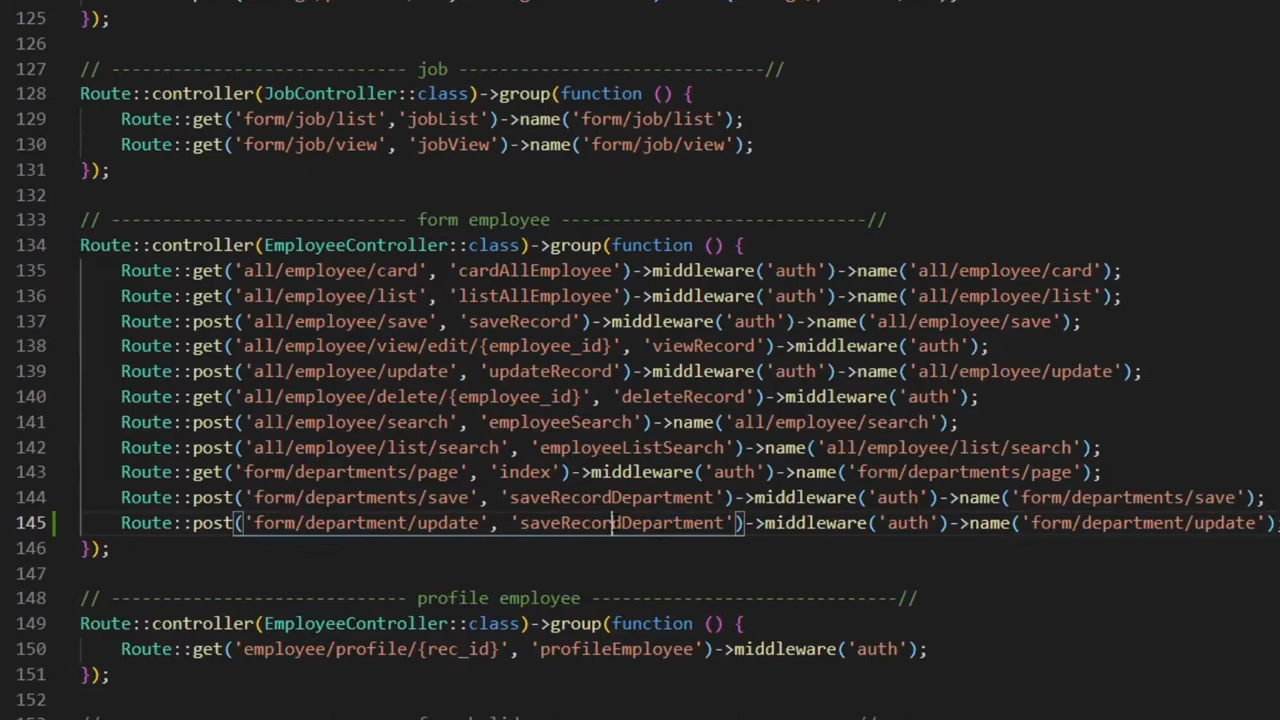 125 });
126
127 // ----------------------------- job ------------------------------//
128 Route::controller(JobController::class)->group(function () {
129 Route::get('form/job/list','jobList')->name('form/job/list');
130 Route::get('form/job/view', 'jobView')->name('form/job/view');
131 });
132
133 // ----------------------------- form employee ------------------------------//
134 Route::controller(EmployeeController::class)->group(function () {
135 Route::get('all/employee/card', 'cardAllEmployee')->middleware('auth')->name('all/employee/card');
136 Route::get('all/employee/list', 'listAllEmployee')->middleware('auth')->name('all/employee/list');
137 Route::post('all/employee/save', 'saveRecord')->middleware('auth')->name('all/employee/save');
138 Route::get('all/employee/view/edit/{employee_id}', 'viewRecord')->middleware('auth');
139 Route::post('all/employee/update', 'updateRecord')->middleware('auth')->name('all/employee/update');
140 Route::get('all/employee/delete/{employee_id}', 'deleteRecord')->middleware('auth');
141 Route::post('all/employee/search', 'employeeSearch')->name('all/employee/search');
142 Route::post('all/employee/list/search', 'employeeListSearch')->name('all/employee/list/search');
143 Route::get('form/departments/page', 'index')->middleware('auth')->name('form/departments/page');
144 Route::post('form/departments/save', 'saveRecordDepartment')->middleware('auth')->name('form/departments/save');
145 Route::post('form/department/update', 'saveRecordDepartment')->middleware('auth')->name('form/department/update')
146 });
147
148 // ----------------------------- profile employee ------------------------------//
149 Route::controller(EmployeeController::class)->group(function () {
150 Route::get('employee/profile/{rec_id}', 'profileEmployee')->middleware('auth');
151 });
152